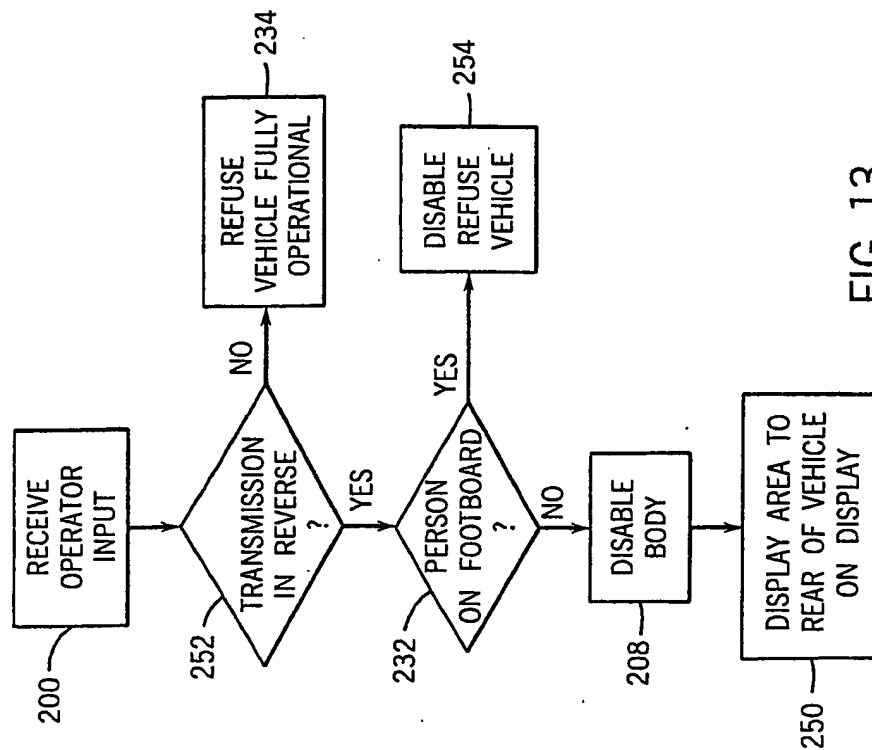 200
RECEIVE
OPERATOR
INPUT
252
TRANSMISSION
IN REVERSE
?
NO
REFUSE
VEHICLE FULLY
OPERATIONAL
234
YES
232
PERSON
ON FOOTBOARD
?
YES
DISABLE
REFUSE
VEHICLE
254
NO
208
DISABLE
BODY
250
DISPLAY AREA TO
REAR OF VEHICLE
ON DISPLAY
FIG. 13